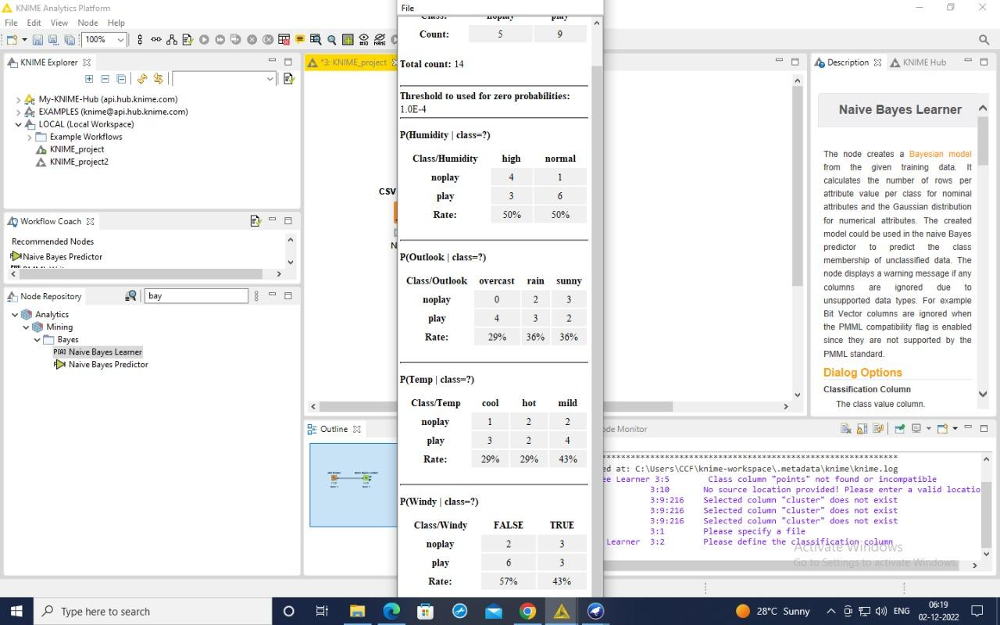 KNIME Analytics Platform
File Edit View Node Help
100%
KNIME Explorer
My-KNIME-Hub (api.hub.knime.com)
EXAMPLES (knime@api.hub.knime.com)
LOCAL (Local Workspace)
Example Workflows
KNIME_project
KNIME_project2
Workflow Coach
Recommended Nodes
Naive Bayes Predictor
Node Repository
bay
Analytics
Mining
Bayes
Naive Bayes Learner
Naive Bayes Predictor
*3: KNIME_project
CSV
N
Outline
File
Class: noplay play
Count: 5 9
Total count: 14
Threshold to used for zero probabilities:
1.0E-4
P(Humidity | class=?)
Class/Humidity high normal
noplay 4 1
play 3 6
Rate: 50% 50%
P(Outlook | class=?)
Class/Outlook overcast rain sunny
noplay 0 2 3
play 4 3 2
Rate: 29% 36% 36%
P(Temp | class=?)
Class/Temp cool hot mild
noplay 1 2 2
play 3 2 4
Rate: 29% 29% 43%
P(Windy | class=?)
Class/Windy FALSE TRUE
noplay 2 3
play 6 3
Rate: 57% 43%
Description KNIME Hub
Naive Bayes Learner
The node creates a Bayesian model
from the given training data. It
calculates the number of rows per
attribute value per class for nominal
attributes and the Gaussian distribution
for numerical attributes. The created
model could be used in the naive Bayes
predictor to predict the class
membership of unclassified data. The
node displays a warning message if any
columns are ignored due to
unsupported data types. For example
Bit Vector columns are ignored when
the PMML compatibility flag is enabled
since they are not supported by the
PMML standard.
Dialog Options
Classification Column
The class value column.
ode Monitor
ed at: C:\Users\CCF\knime-workspace\.metadata\knime\knime.log
ee Learner 3:5 Class column "points" not found or incompatible
3:10 No source location provided! Please enter a valid locatio
3:9:216 Selected column "cluster" does not exist
3:9:216 Selected column "cluster" does not exist
3:9:216 Selected column "cluster" does not exist
3:1 Please specify a file
Learner 3:2 Please define the classification column
Activate Windows
Go to Settings to activate Windows.
Type here to search
28°C Sunny
ENG
06:19
02-12-2022